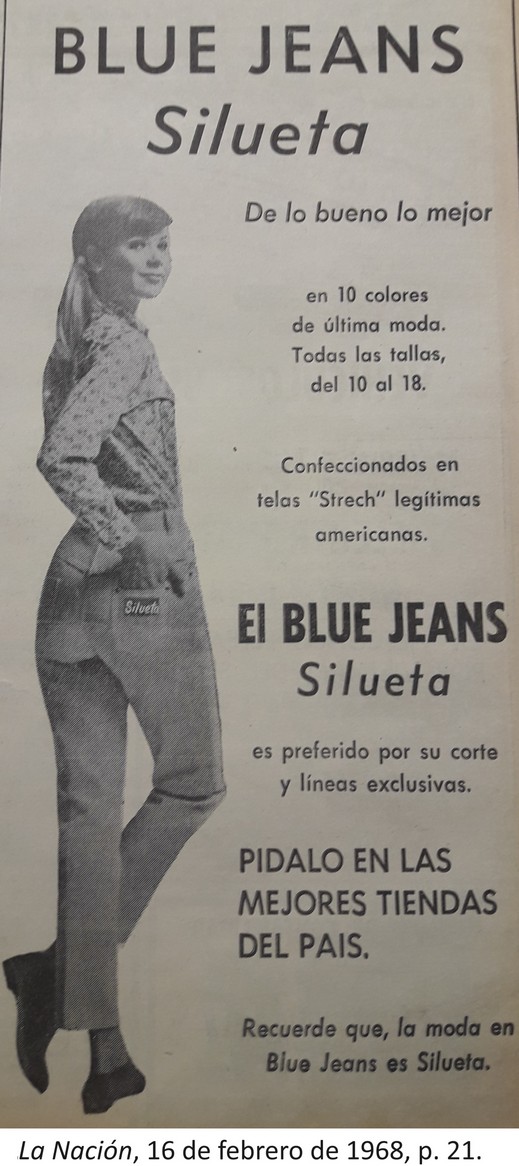 BLUE JEANS
Silueta
De lo bueno lo mejor
en 10 colores
de última moda.
Todas las tallas,
del 10 al 18.
Confeccionados en
telas "Strech" legítimas
americanas.
Silueta
El BLUE JEANS
Silueta
es preferido por su corte
y líneas exclusivas.
PIDALO EN LAS
MEJORES TIENDAS
DEL PAIS.
Recuerde que, la moda en
Blue Jeans es Silueta.
La Nación, 16 de febrero de 1968, p. 21.